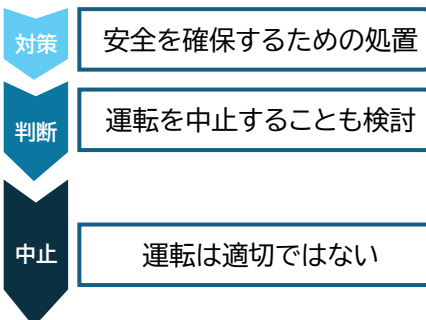 対策
安全を確保するための処置
判断
運転を中止することも検討
中止
運転は適切ではない